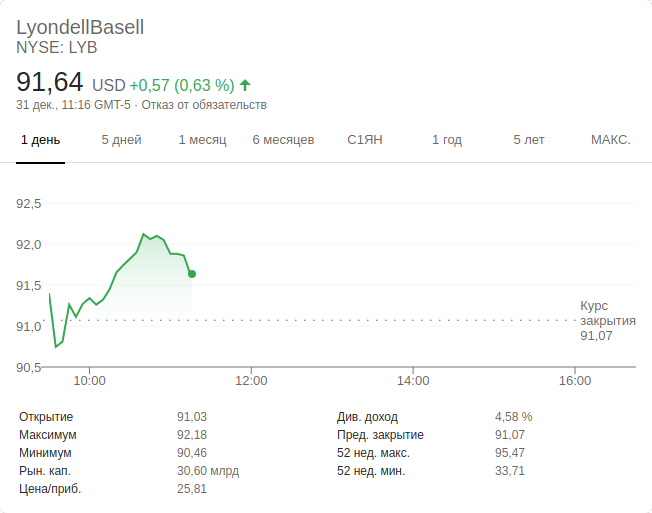 LyondellBasell
NYSE: LYB
91,64 USD +0,57 (0,63 %)
31 дек., 11:16 GMT-5 · Отказ от обязательств
1 день 5 дней 1 месяц 6 месяцев С1ЯН 1 год 5 лет МАКС.
92,5
92,0
91,5
91,0
90,5
Курс
закрытия
91,07
10:00 12:00 14:00 16:00
Открытие 91,03 Див. доход 4,58 %
Максимум 92,18 Пред. закрытие 91,07
Минимум 90,46 52 нед. макс. 95,47
Рын. кап. 30,60 млрд 52 нед. мин. 33,71
Цена/приб. 25,81